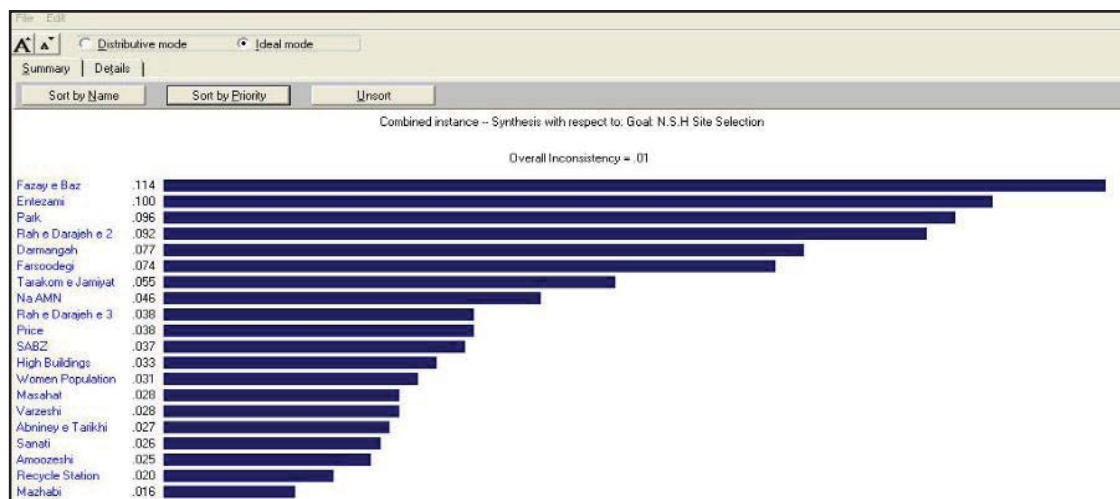 File Edit
A A Distributive mode Ideal mode
Summary Details
Sort by Name Sort by Priority Unsort
Combined instance -- Synthesis with respect to: Goal: N.S.H Site Selection
Overall Inconsistency = .01
Fazay e Baz .114
Entezami .100
Park .096
Rah e Darajeh e 2 .092
Darmangah .077
Farsoodegi .074
Tarakom e Jamiyat .055
Na AMN .046
Rah e Darajeh e 3 .038
Price .038
SABZ .037
High Buildings .033
Women Population .031
Masahat .028
Varzeshi .028
Abniney e Tarikhi .027
Sanati .026
Amoozeshi .025
Recycle Station .020
Mazhabi .016